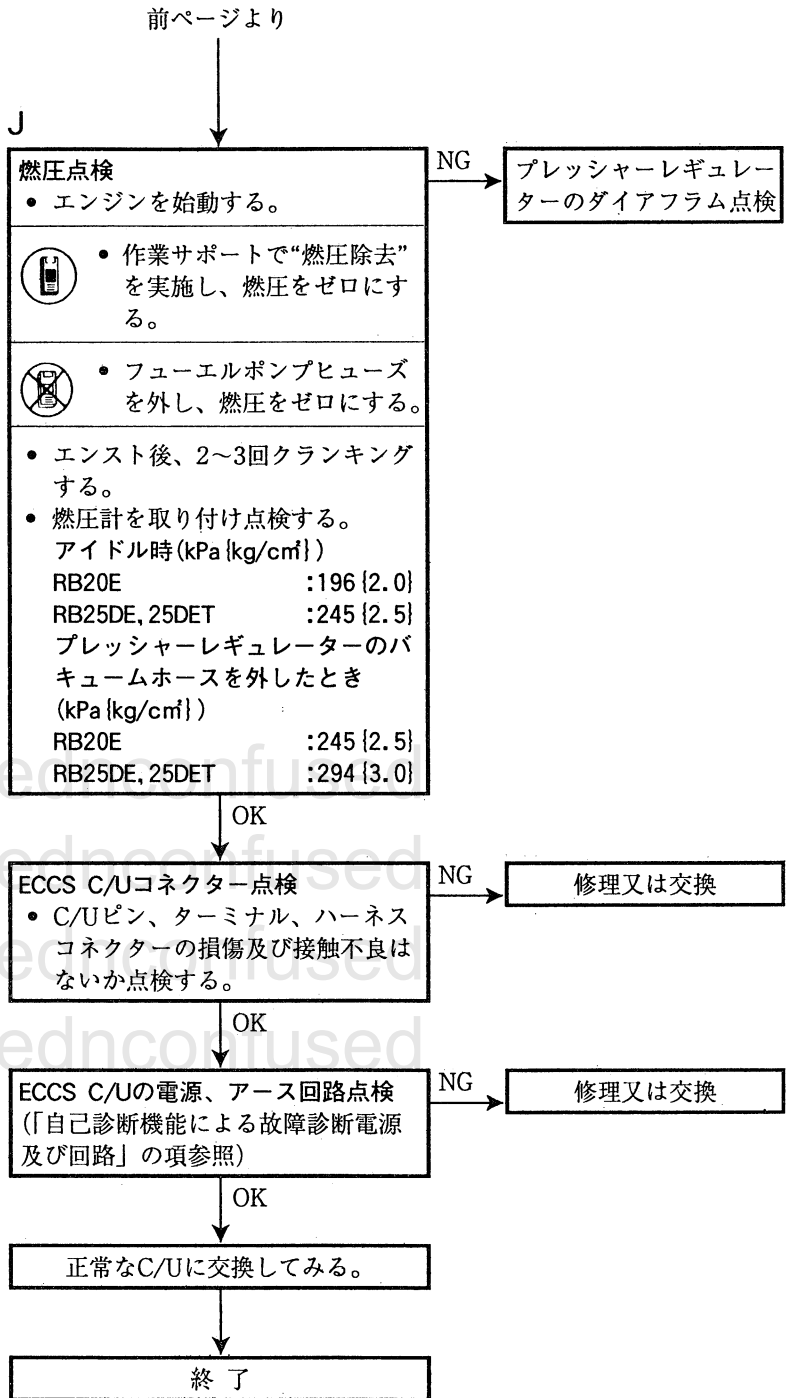 前ページより
J
燃圧点検
• エンジンを始動する。
NG
プレッシャーレギュレー
ターのダイアフラム点検
• 作業サポートで“燃圧除去”
を実施し、燃圧をゼロにす
る。
• フューエルポンプヒューズ
を外し、燃圧をゼロにする。
• エンスト後、2〜3回クランキング
する。
• 燃圧計を取り付け点検する。
アイドル時(kPa{kg/c㎡})
RB20E :196{2.0}
RB25DE, 25DET :245{2.5}
プレッシャーレギュレーターのバ
キュームホースを外したとき
(kPa{kg/c㎡})
RB20E :245{2.5}
RB25DE, 25DET :294{3.0}
OK
ECCS C/Uコネクター点検
• C/Uピン、ターミナル、ハーネス
コネクターの損傷及び接触不良は
ないか点検する。
NG
修理又は交換
OK
ECCS C/Uの電源、アース回路点検
(「自己診断機能による故障診断電源
及び回路」の項参照)
NG
修理又は交換
OK
正常なC/Uに交換してみる。
終 了
ednconfused
ednconfused
ednconfused
ednconfused